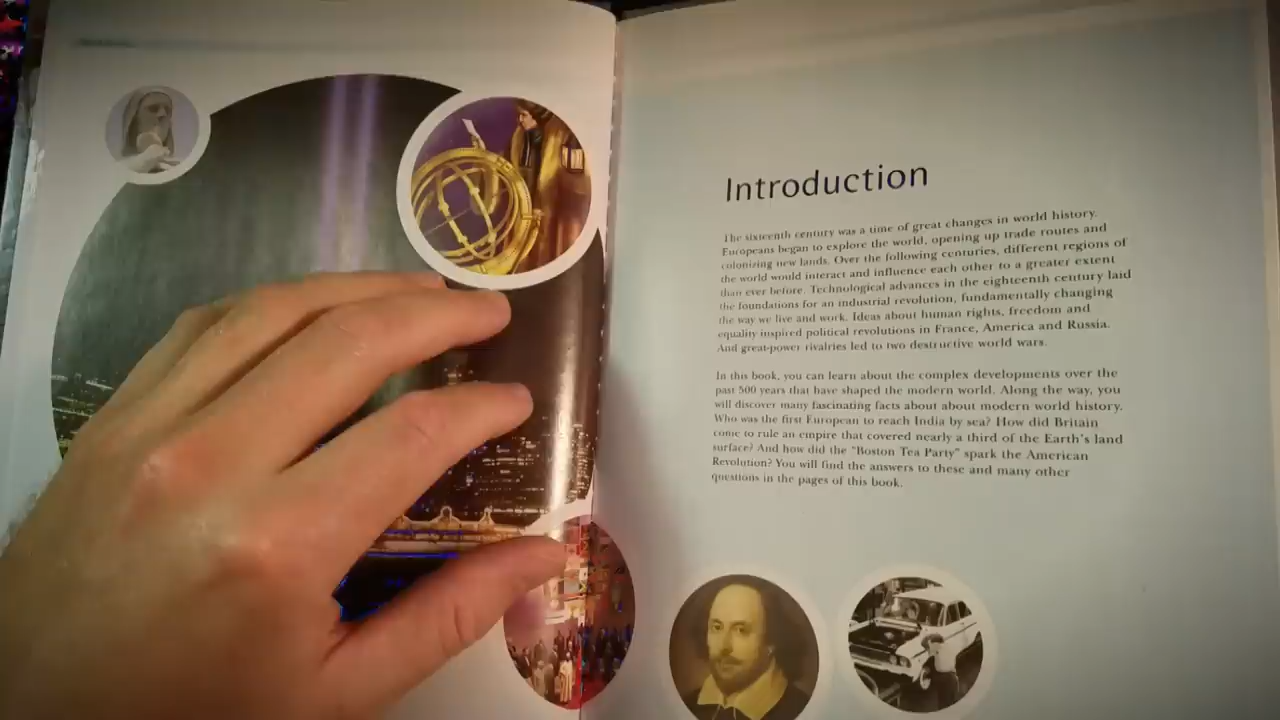 Introduction
The sixteenth century was a time of great changes in world history.
Europeans began to explore the world, opening up trade routes and
colonizing new lands. Over the following centuries, different regions of
the world would interact and influence each other to a greater extent
than ever before. Technological advances in the eighteenth century laid
the foundations for an industrial revolution, fundamentally changing
the way we live and work. Ideas about human rights, freedom and
equality inspired political revolutions in France, America and Russia.
And great-power rivalries led to two destructive world wars.
In this book, you can learn about the complex developments over the
past 500 years that have shaped the modern world. Along the way, you
will discover many fascinating facts about about modern world history.
Who was the first European to reach India by sea? How did Britain
come to rule an empire that covered nearly a third of the Earth's land
surface? And how did the "Boston Tea Party" spark the American
Revolution? You will find the answers to these and many other
questions in the pages of this book.